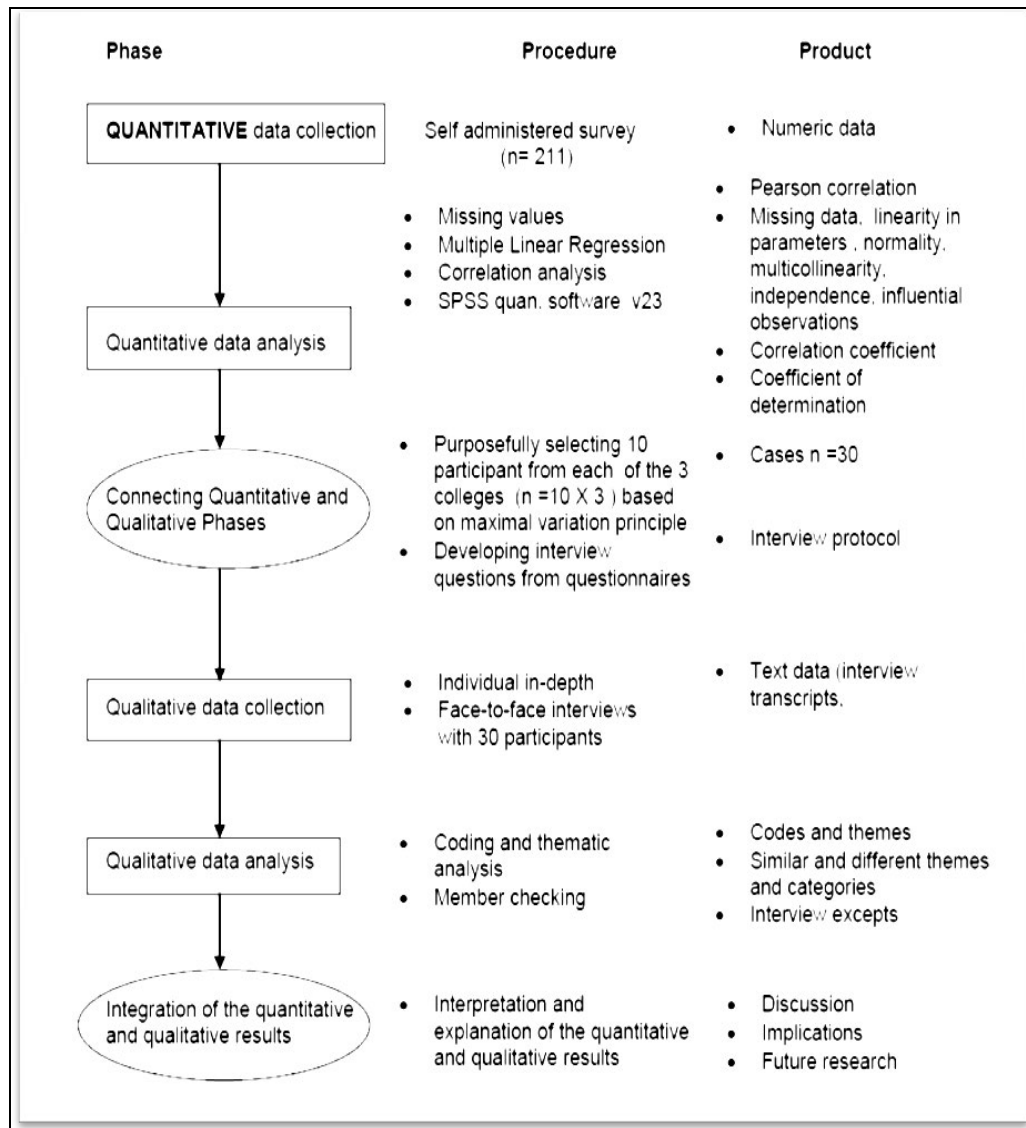 Phase Procedure Product
QUANTITATIVE data collection
Self administered survey
(n= 211)
• Numeric data
• Missing values
• Multiple Linear Regression
• Correlation analysis
• SPSS quan. software v23
• Pearson correlation
• Missing data, linearity in
parameters , normality,
multicollinearity,
independence, influential
observations
• Correlation coefficient
• Coefficient of
determination
Quantitative data analysis
Connecting Quantitative and
Qualitative Phases
• Purposefully selecting 10
participant from each of the 3
colleges (n =10 X 3 ) based
on maximal variation principle
• Developing interview
questions from questionnaires
• Cases n =30
• Interview protocol
Qualitative data collection
• Individual in-depth
• Face-to-face interviews
with 30 participants
• Text data (interview
transcripts,
Qualitative data analysis
• Coding and thematic
analysis
• Member checking
• Codes and themes
• Similar and different themes
and categories
• Interview excepts
Integration of the quantitative
and qualitative results
• Interpretation and
explanation of the quantitative
and qualitative results
• Discussion
• Implications
• Future research